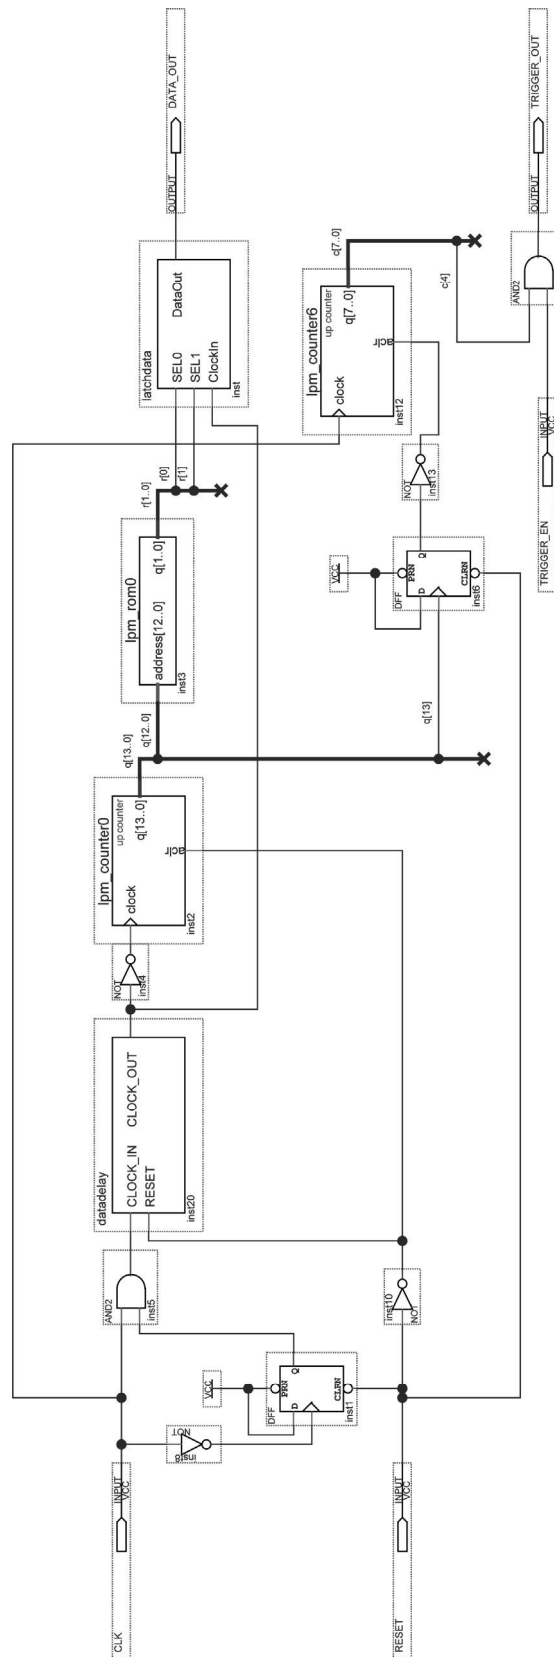 CLK
INPUT
VCC
RESET
INPUT
VCC
NOT
inst8
VCC
DFF
PRN
D
Q
CLRN
inst1
inst10
NOT
AND2
inst5
datadelay
CLOCK_IN
CLOCK_OUT
RESET
inst20
NOT
inst4
lpm_counter0
up counter
clock
q[13..0]
aclr
inst2
q[13..0]
q[12..0]
q[13]
lpm_rom0
address[12..0]
q[1..0]
inst3
r[1..0]
r[0]
r[1]
latchdata
SEL0
DataOut
SEL1
ClockIn
inst
OUTPUT
DATA_OUT
VCC
DFF
PRN
D
Q
CLRN
inst6
NOT
inst13
lpm_counter6
up counter
clock
q[7..0]
aclr
inst12
c[7..0]
c[4]
TRIGGER_EN
INPUT
VCC
AND2
OUTPUT
TRIGGER_OUT